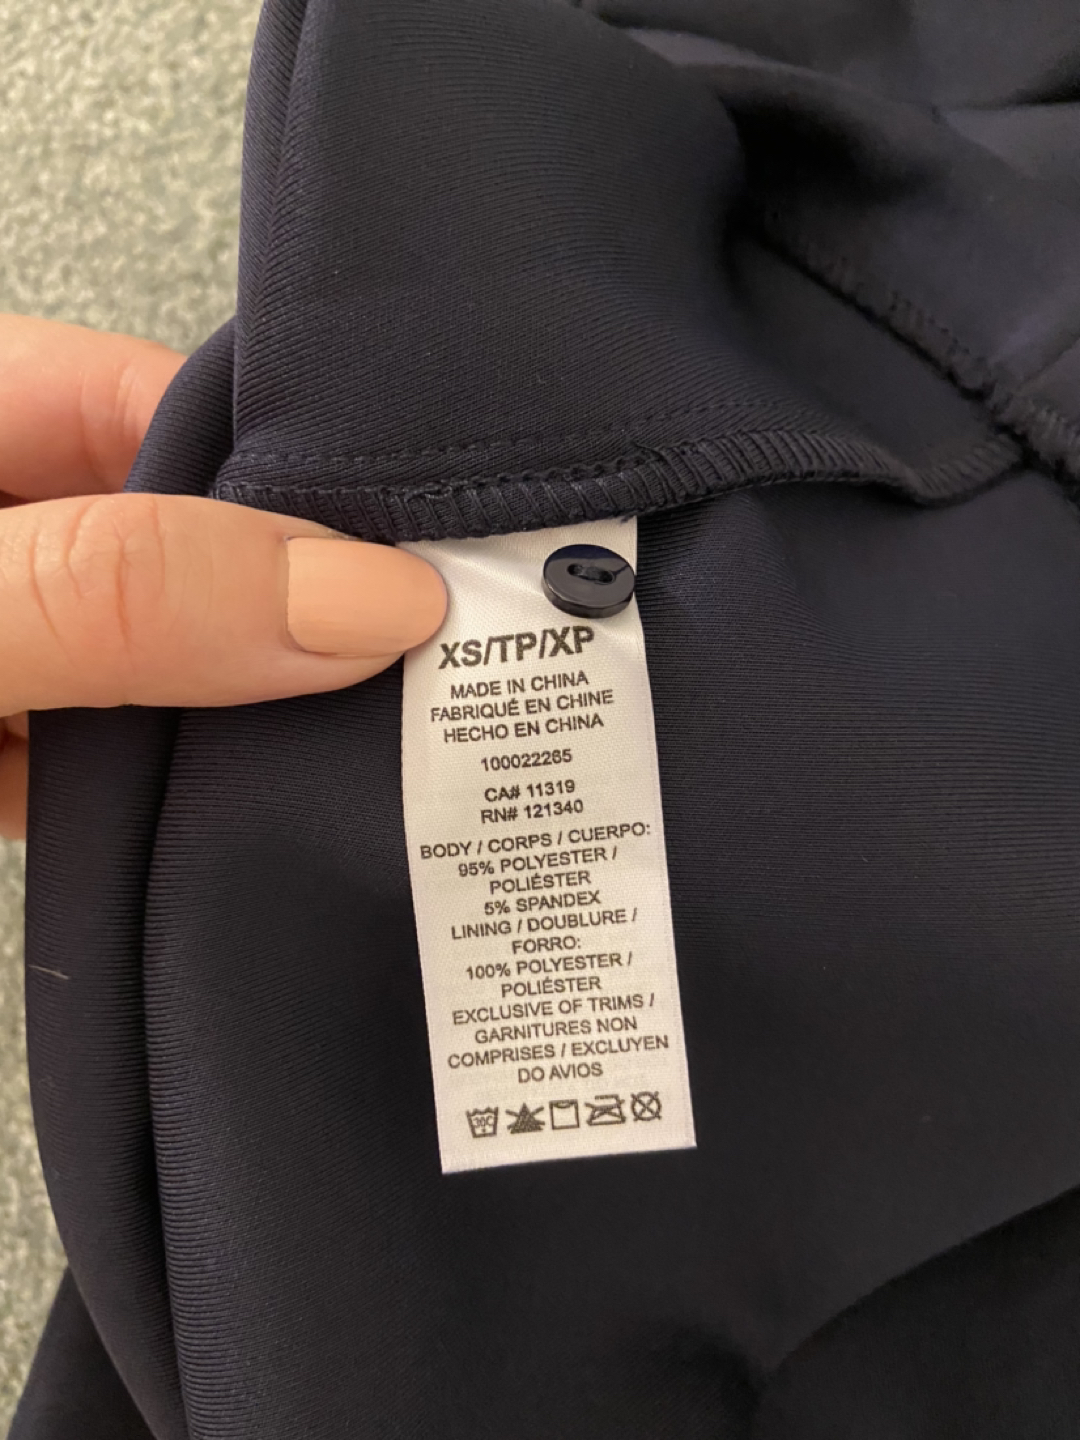 XS/TP/XP
MADE IN CHINA
FABRIQUÉ EN CHINE
HECHO EN CHINA
100022265
CA# 11319
RN# 121340
BODY / CORPS / CUERPO:
95% POLYESTER /
POLIÉSTER
5% SPANDEX
LINING / DOUBLURE /
FORRO:
100% POLYESTER /
POLIÉSTER
EXCLUSIVE OF TRIMS /
GARNITURES NON
COMPRISES / EXCLUYEN
DO AVIOS
30C